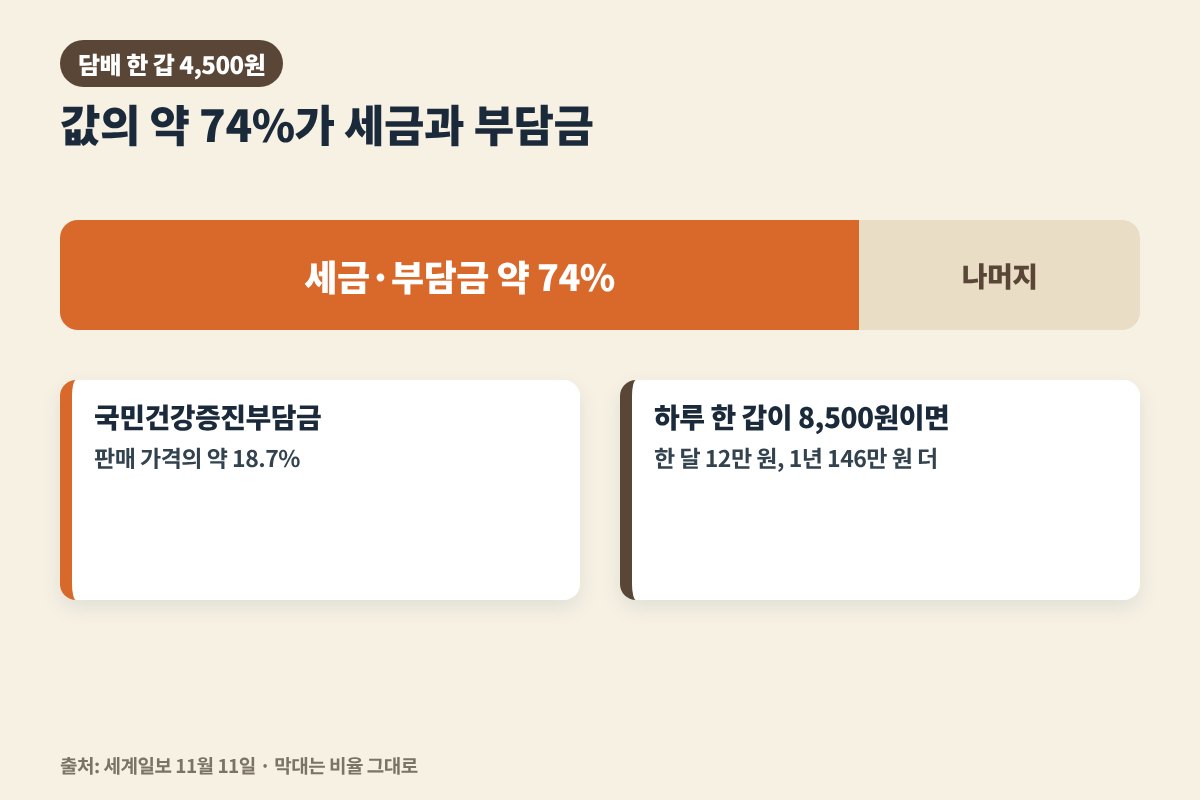 담배 한 갑 4,500원
값의 약 74%가 세금과 부담금
세금·부담금 약 74%
나머지
국민건강증진부담금
판매 가격의 약 18.7%
하루 한 갑이 8,500원이면
한 달 12만 원, 1년 146만 원 더
출처: 세계일보 11월 11일 · 막대는 비율 그대로